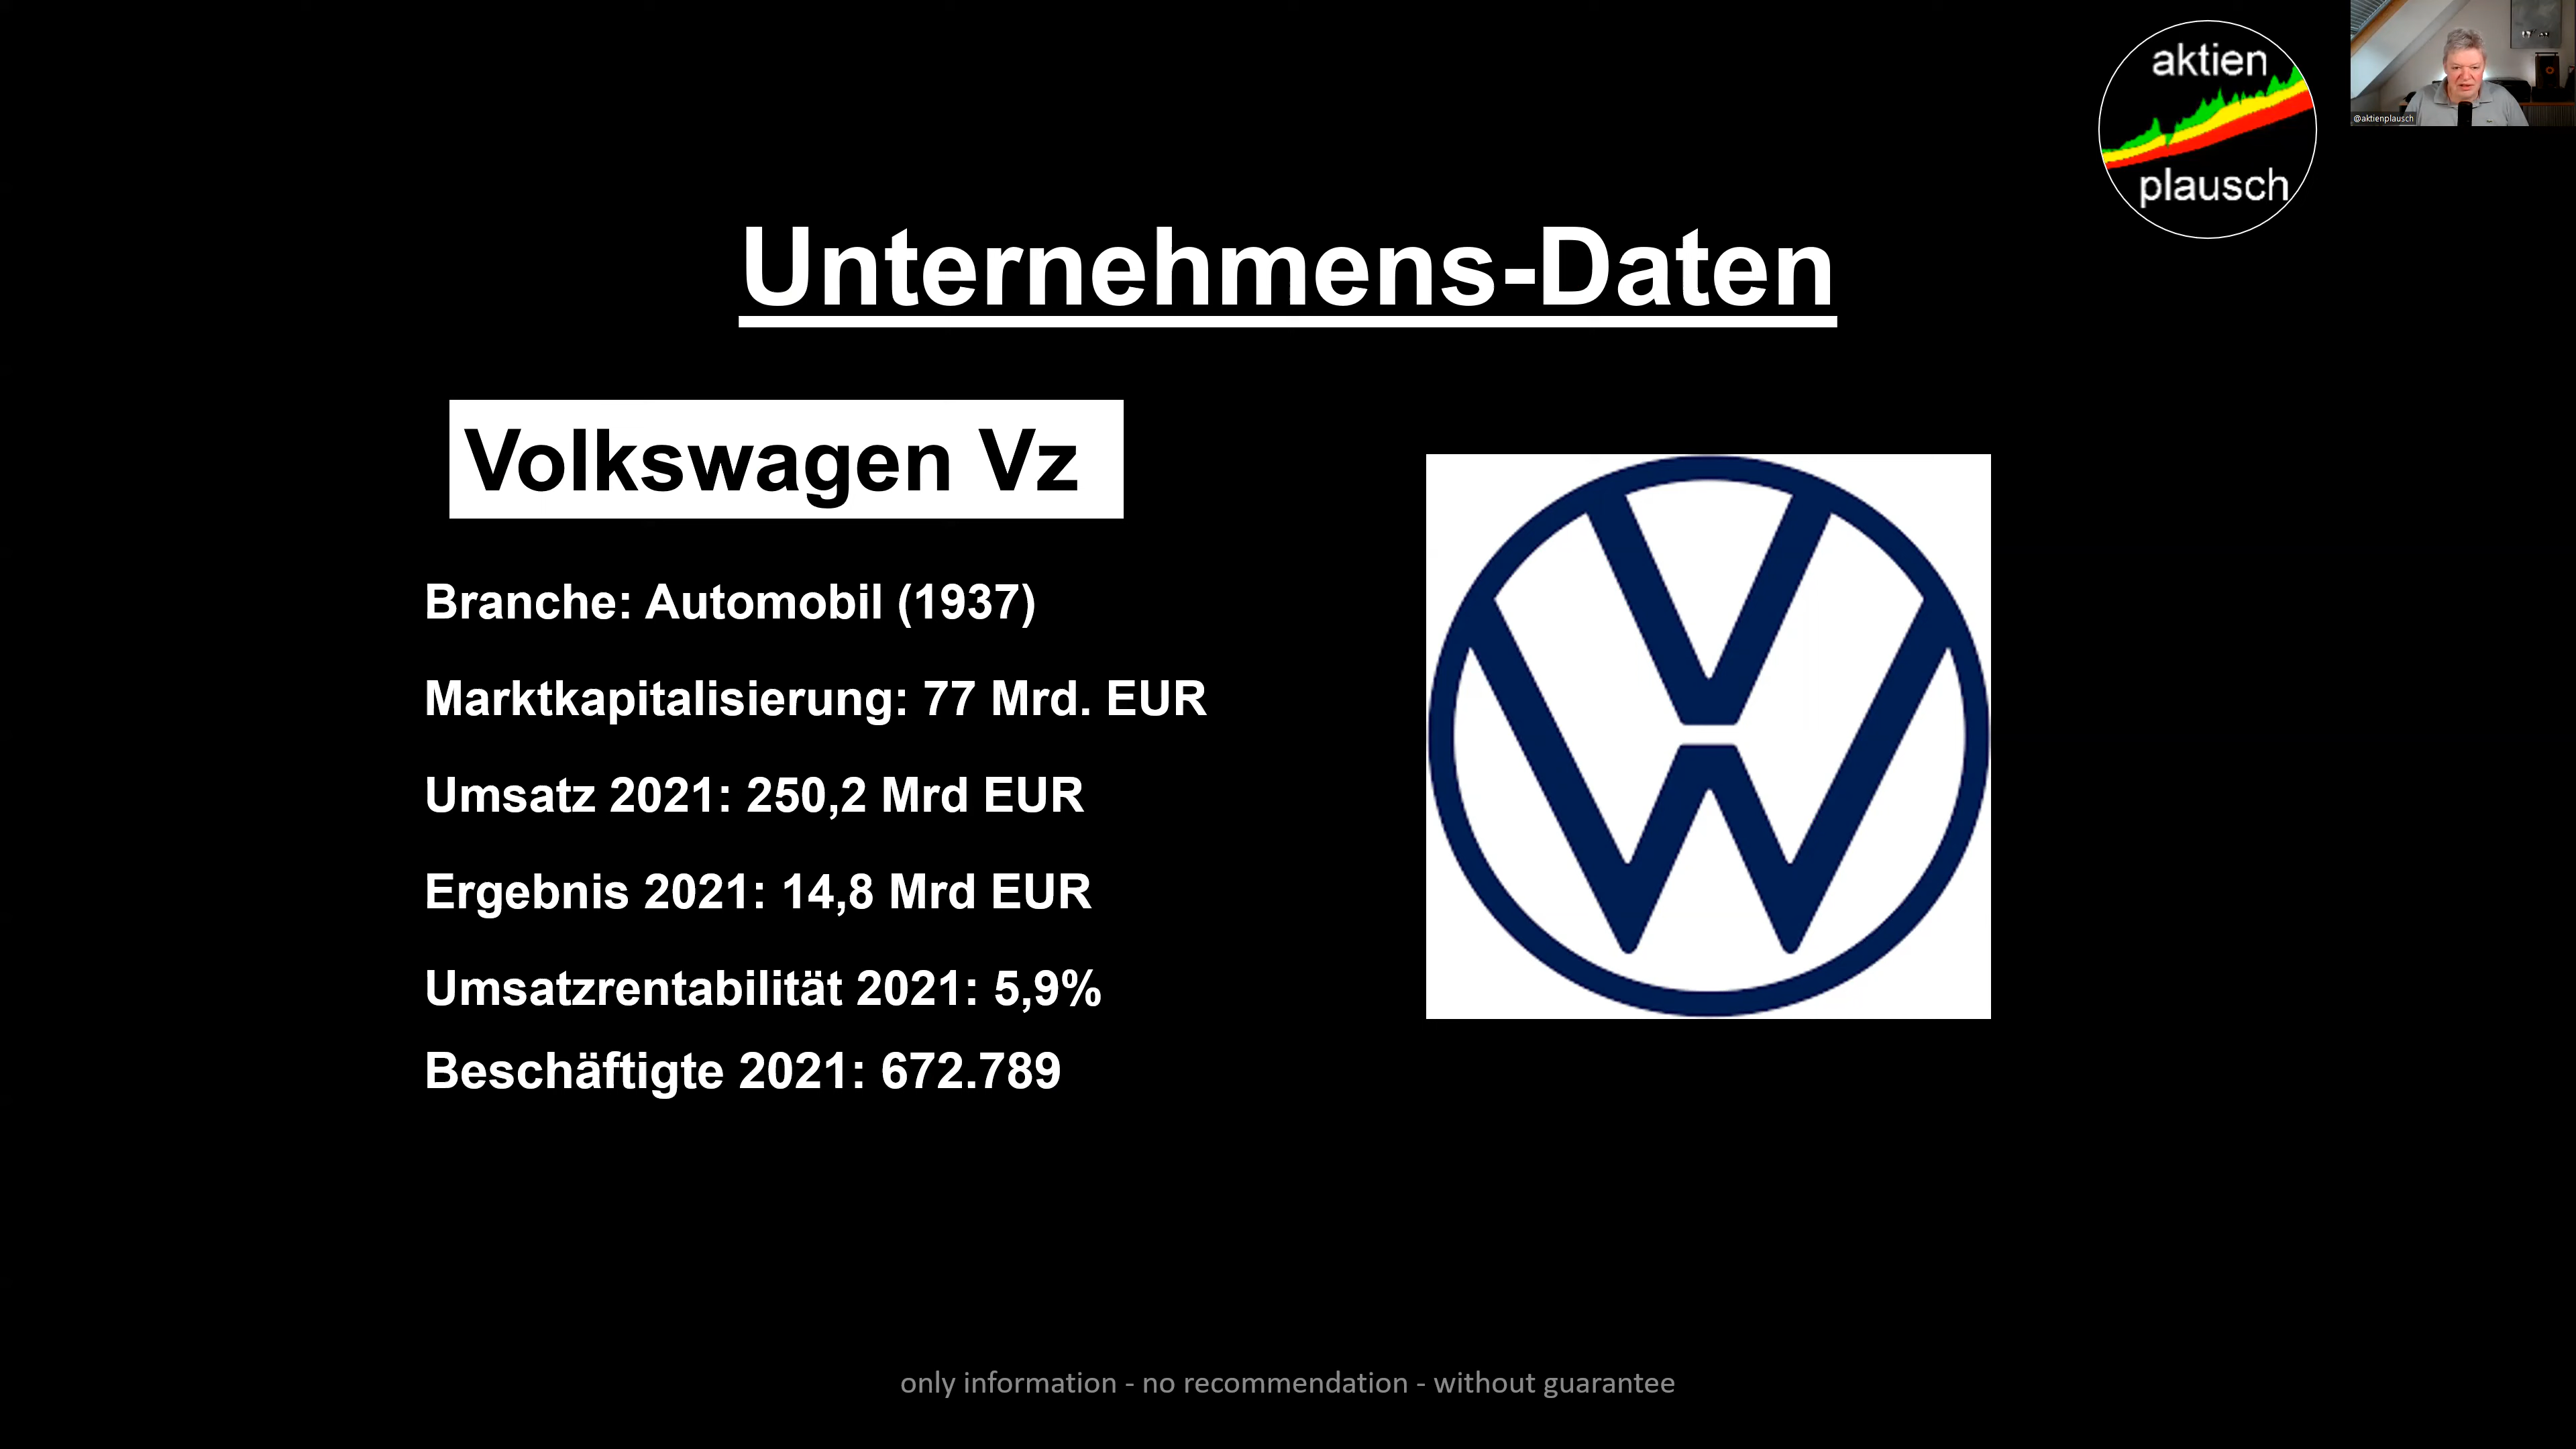 aktien
plausch
@aktienplausch
Unternehmens-Daten
Volkswagen Vz
Branche: Automobil (1937)
Marktkapitalisierung: 77 Mrd. EUR
Umsatz 2021: 250,2 Mrd EUR
Ergebnis 2021: 14,8 Mrd EUR
Umsatzrentabilität 2021: 5,9%
Beschäftigte 2021: 672.789
only information - no recommendation - without guarantee